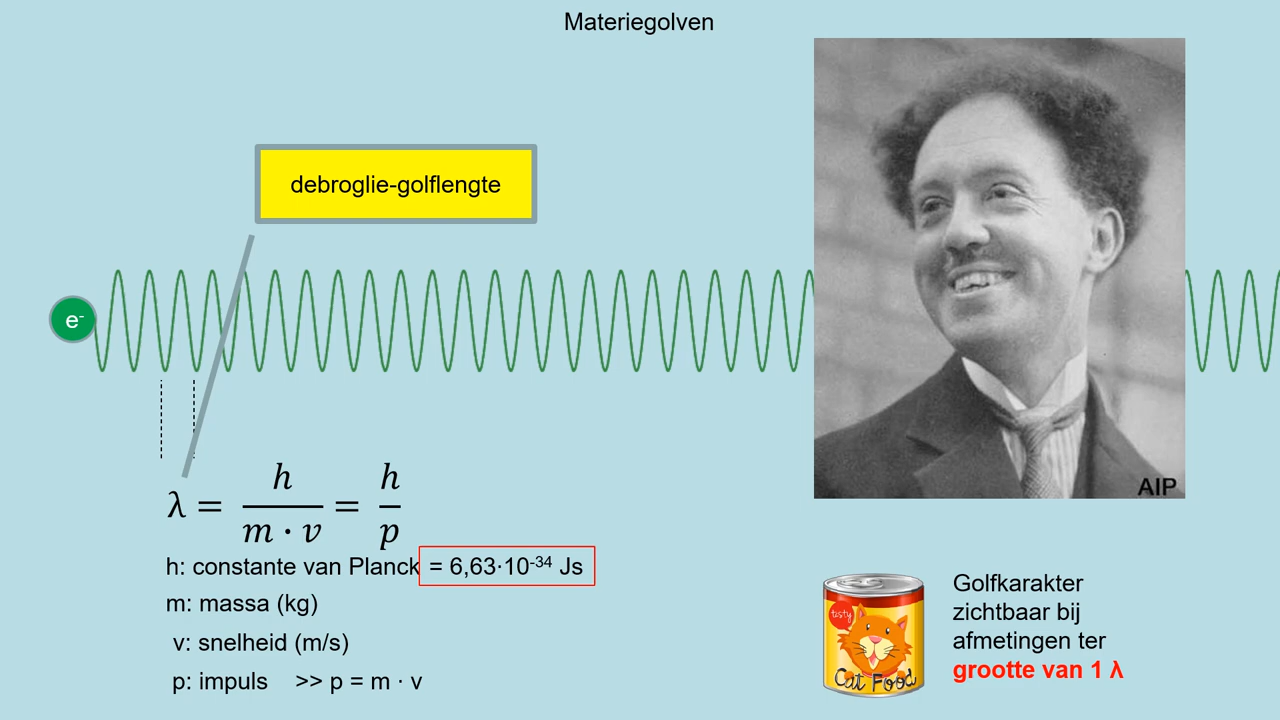 Materiegolven
debroglie-golflengte
e⁻
λ = h / (m · v) = h / p
h: constante van Planck = 6,63·10⁻³⁴ Js
m: massa (kg)
v: snelheid (m/s)
p: impuls >> p = m · v
AIP
testy
Cat Food
Golfkarakter
zichtbaar bij
afmetingen ter
grootte van 1 λ